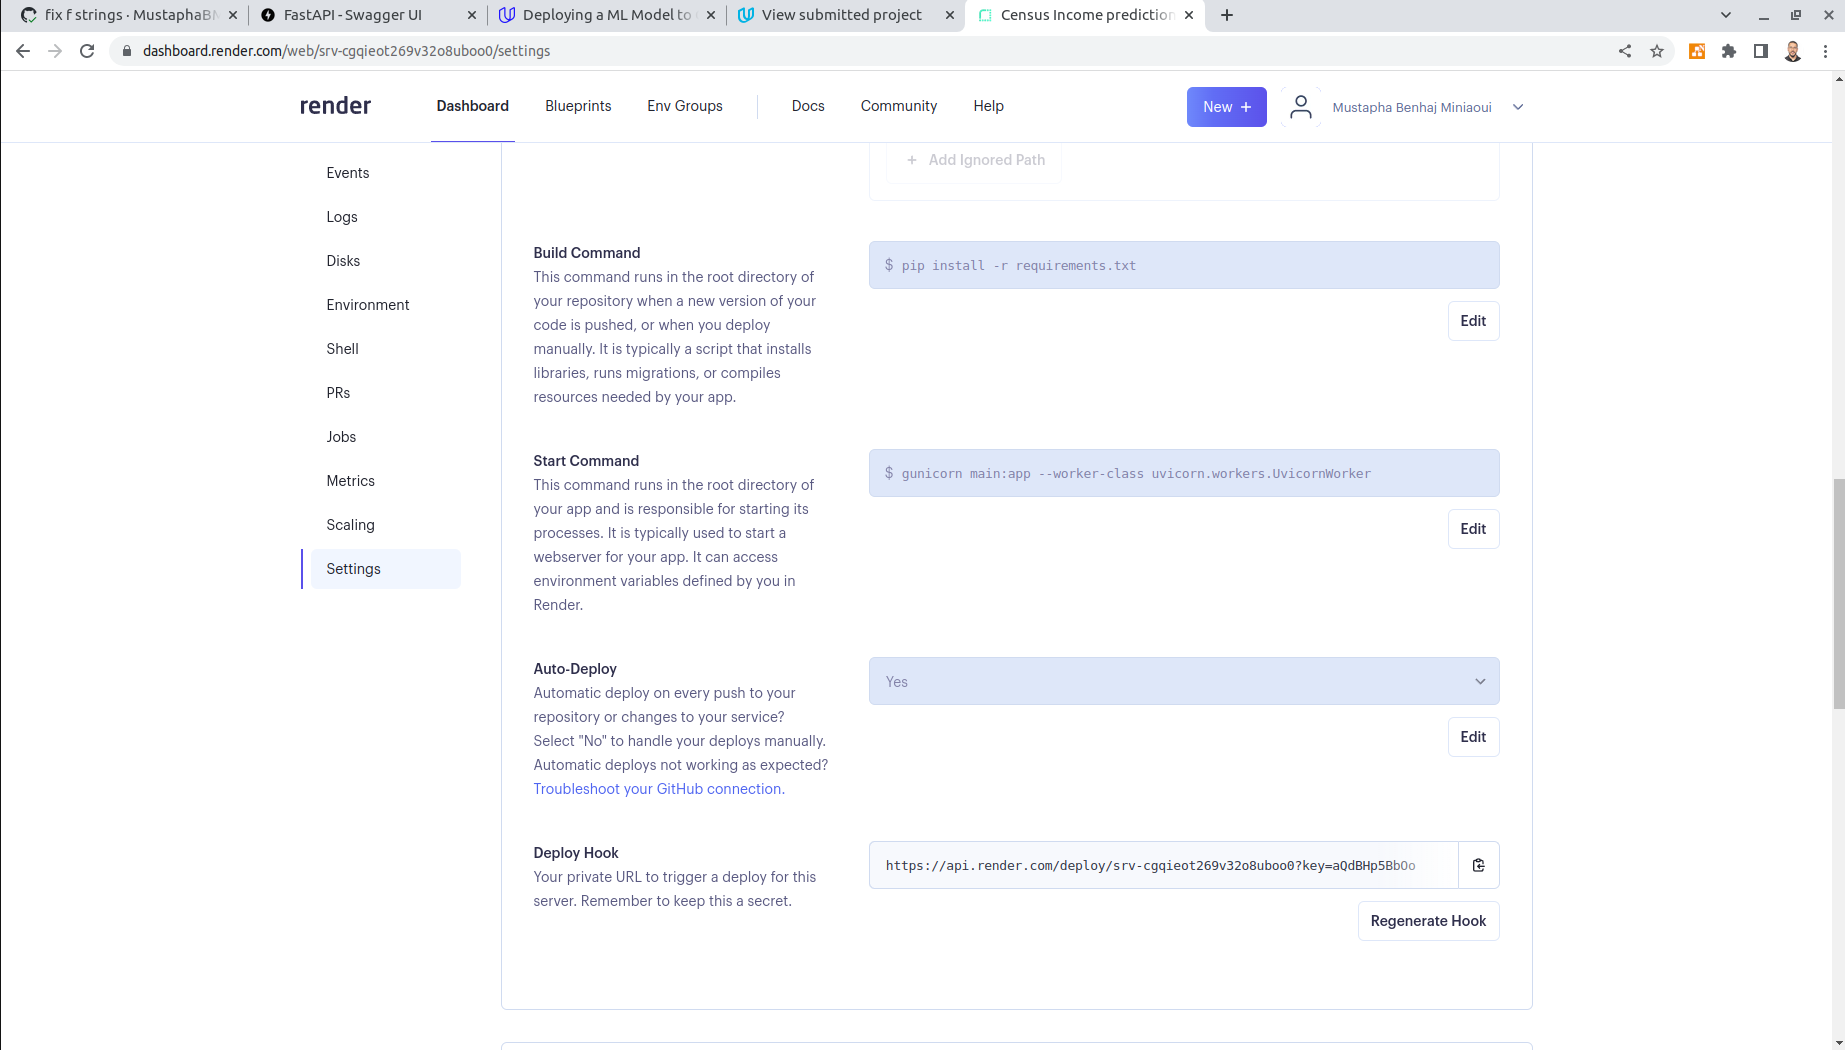 fix f strings · MustaphaBM
FastAPI - Swagger UI
Deploying a ML Model to
View submitted project
Census Income prediction
dashboard.render.com/web/srv-cgqieot269v32o8uboo0/settings
render
Dashboard
Blueprints
Env Groups
Docs
Community
Help
New +
Mustapha Benhaj Miniaoui
Events
Logs
Disks
Environment
Shell
PRs
Jobs
Metrics
Scaling
Settings
+ Add Ignored Path
Build Command
This command runs in the root directory of
your repository when a new version of your
code is pushed, or when you deploy
manually. It is typically a script that installs
libraries, runs migrations, or compiles
resources needed by your app.
$ pip install -r requirements.txt
Edit
Start Command
This command runs in the root directory of
your app and is responsible for starting its
processes. It is typically used to start a
webserver for your app. It can access
environment variables defined by you in
Render.
$ gunicorn main:app --worker-class uvicorn.workers.UvicornWorker
Edit
Auto-Deploy
Automatic deploy on every push to your
repository or changes to your service?
Select "No" to handle your deploys manually.
Automatic deploys not working as expected?
Troubleshoot your GitHub connection.
Yes
Edit
Deploy Hook
Your private URL to trigger a deploy for this
server. Remember to keep this a secret.
https://api.render.com/deploy/srv-cgqieot269v32o8uboo0?key=aQdBHp5BbOo
Regenerate Hook